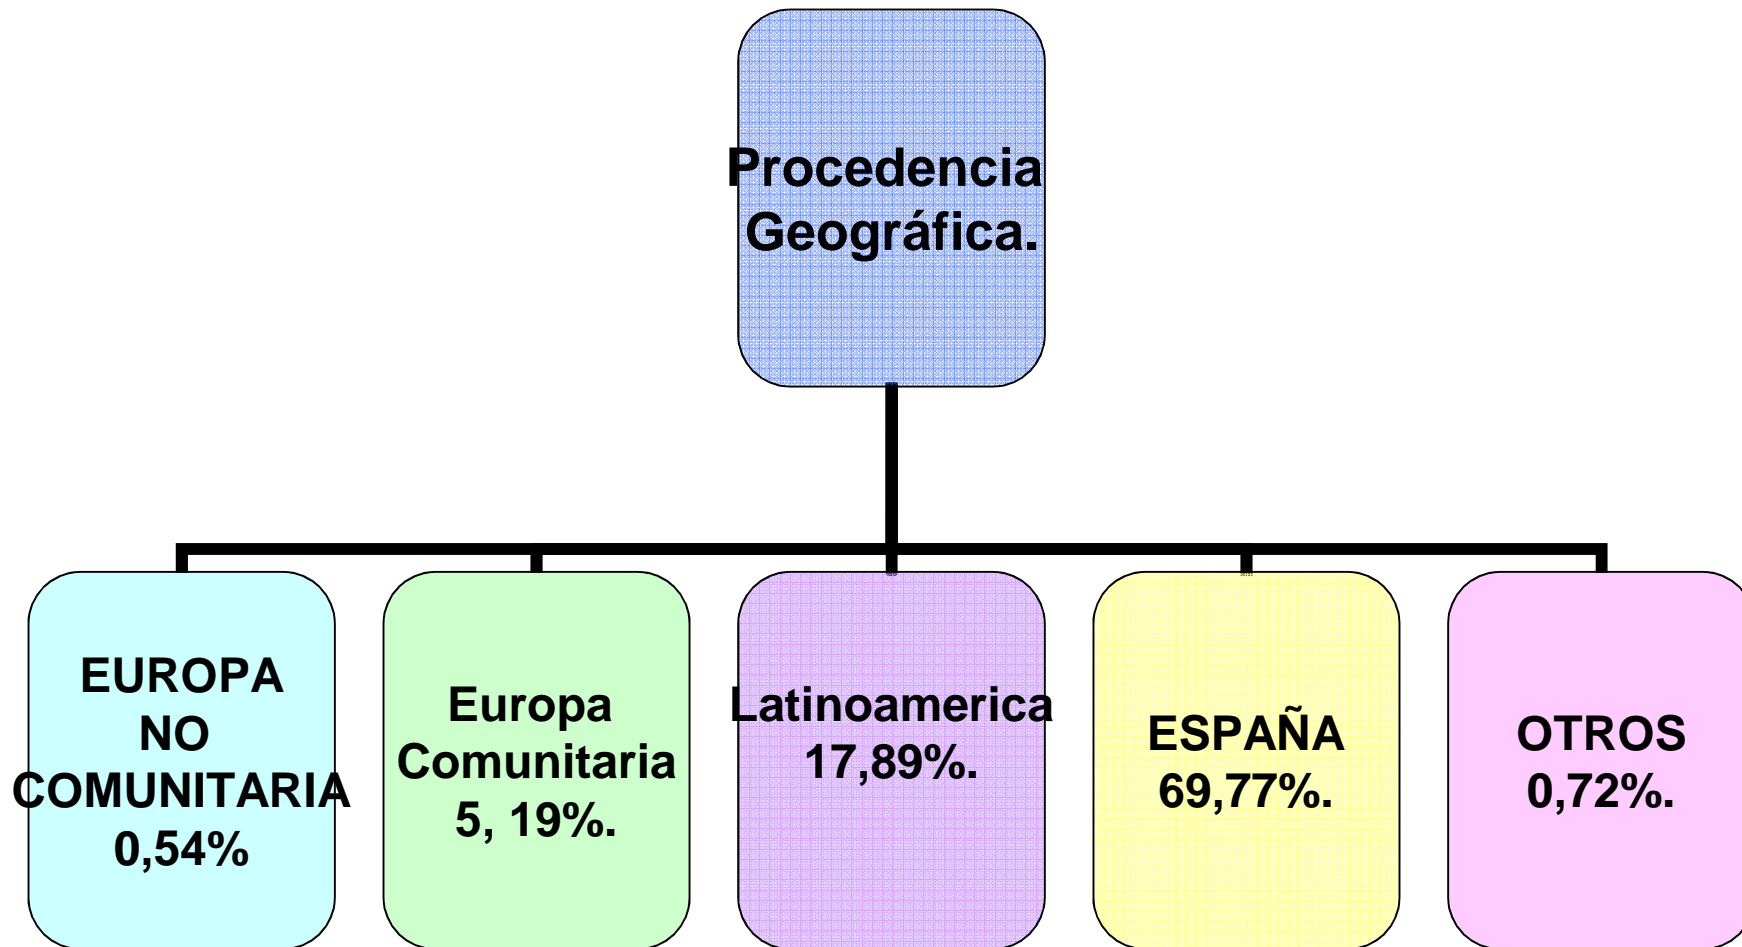 Procedencia
Geográfica.
EUROPA
NO
COMUNITARIA
0,54%
Europa
Comunitaria
5, 19%.
Latinoamerica
17,89%.
ESPAÑA
69,77%.
OTROS
0,72%.